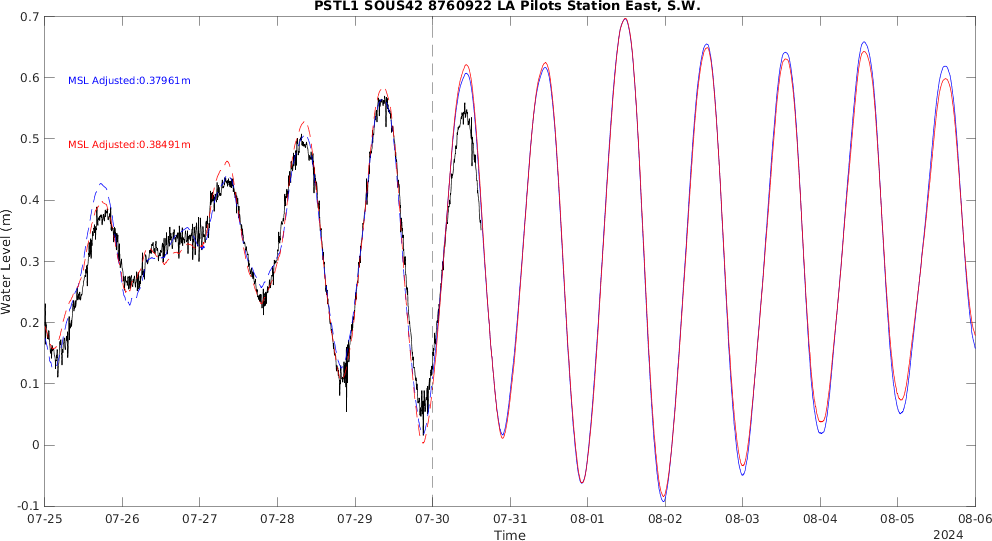 PSTL1 SOUS42 8760922 LA Pilots Station East, S.W.
0.7
0.6
0.5
0.4
0.3
0.2
0.1
0
-0.1
Water Level (m)
MSL Adjusted:0.37961m
MSL Adjusted:0.38491m
07-25 07-26 07-27 07-28 07-29 07-30 07-31 08-01 08-02 08-03 08-04 08-05 08-06
Time
2024